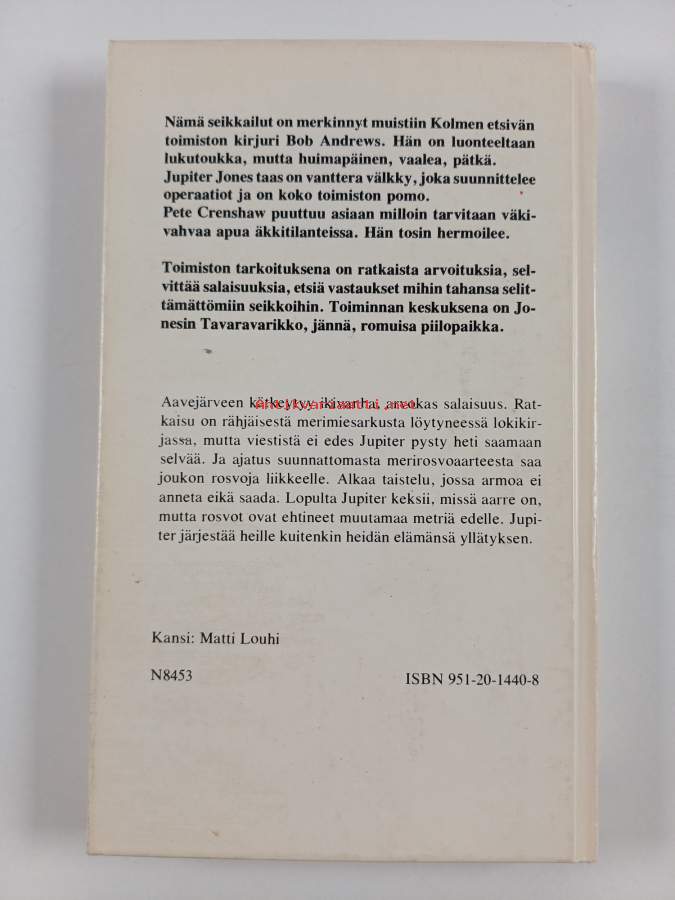 Nämä seikkailut on merkinnyt muistiin Kolmen etsivän
toimiston kirjuri Bob Andrews. Hän on luonteeltaan
lukutoukka, mutta huimapäinen, vaalea, pätkä.
Jupiter Jones taas on vanttera välkky, joka suunnittelee
operaatiot ja on koko toimiston pomo.
Pete Crenshaw puuttuu asiaan milloin tarvitaan väki-
vahvaa apua äkkitilanteissa. Hän tosin hermoilee.
Toimiston tarkoituksena on ratkaista arvoituksia, sel-
vittää salaisuuksia, etsiä vastaukset mihin tahansa selit-
tämättömiin seikkoihin. Toiminnan keskuksena on Jo-
nesin Tavaravarikko, jännä, romuisa piilopaikka.
Aavejärveen kätkeytyy ikivanha, arvokas salaisuus. Rat-
antikvariaatti.net
kaisu on rähjäisestä merimiesarkusta löytyneessä lokikir-
jassa, mutta viestistä ei edes Jupiter pysty heti saamaan
selvää. Ja ajatus suunnattomasta merirosvoaarteesta saa
joukon rosvoja liikkeelle. Alkaa taistelu, jossa armoa ei
anneta eikä saada. Lopulta Jupiter keksii, missä aarre on,
mutta rosvot ovat ehtineet muutamaa metriä edelle. Jupi-
ter järjestää heille kuitenkin heidän elämänsä yllätyksen.
Kansi: Matti Louhi
N8453
ISBN 951-20-1440-8